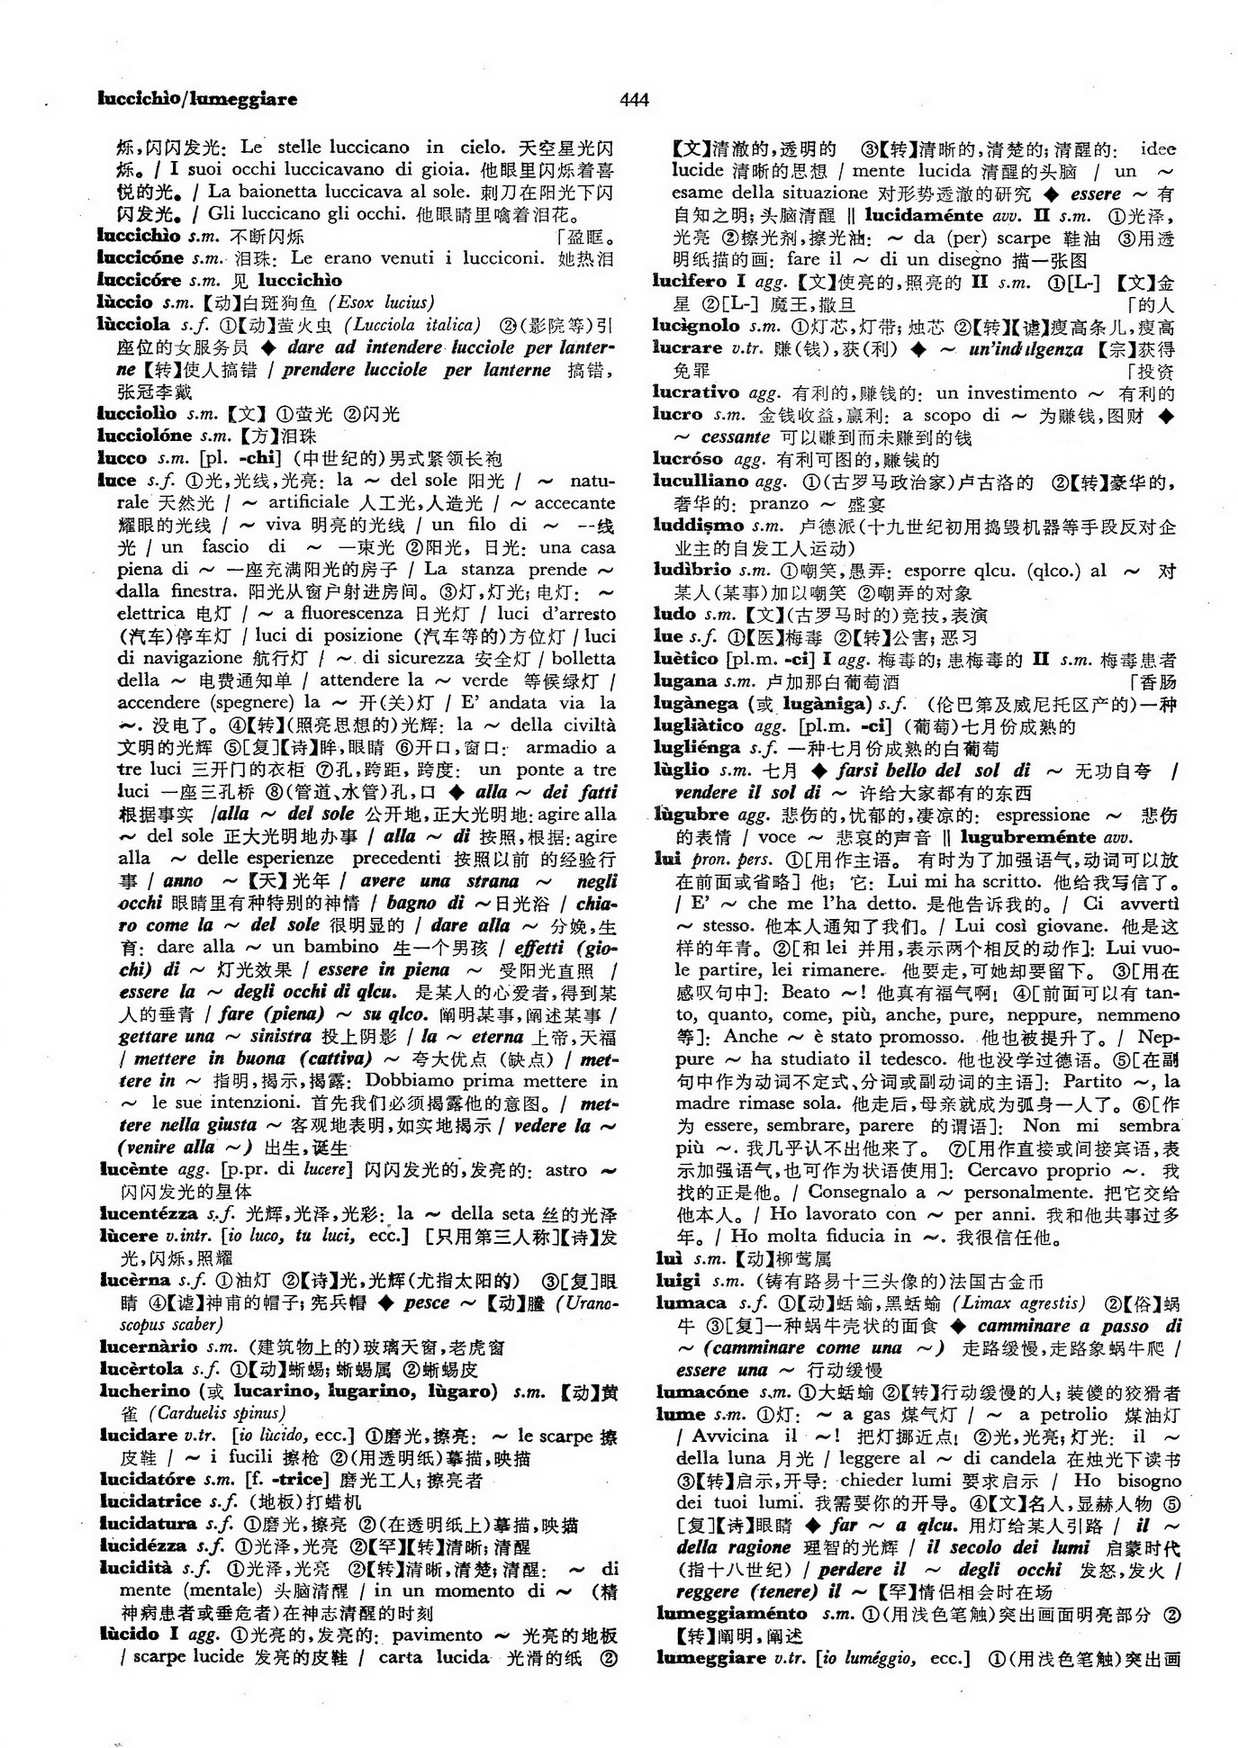 luccichìo/lumeggiare
444
烁,闪闪发光: Le stelle luccicano in cielo. 天空星光闪
烁。/ I suoi occhi luccicavano di gioia. 他眼里闪烁着喜
悦的光。/ La baionetta luccicava al sole. 刺刀在阳光下闪
闪发光。/ Gli luccicano gli occhi. 他眼睛里噙着泪花。
luccichìo s.m. 不断闪烁 「盈眶。
luccicóne s.m. 泪珠: Le erano venuti i lucciconi. 她热泪
luccicóre s.m. 见 luccichìo
lùccio s.m.【动】白斑狗鱼 (Esox lucius)
lùcciola s.f. ①【动】萤火虫 (Lucciola italica) ②(影院等)引
座位的女服务员 ◆ dare ad intendere lucciole per lanter-
ne【转】使人搞错 / prendere lucciole per lanterne 搞错,
张冠李戴
lucciolìo s.m.【文】①萤光 ②闪光
lucciolóne s.m.【方】泪珠
lucco s.m. [pl. -chi] (中世纪的)男式紧领长袍
luce s.f. ①光,光线,光亮: la ~ del sole 阳光 / ~ natu-
rale 天然光 / ~ artificiale 人工光,人造光 / ~ accecante
耀眼的光线 / ~ viva 明亮的光线 / un filo di ~ 一线
光 / un fascio di ~ 一束光 ②阳光, 日光: una casa
piena di ~ 一座充满阳光的房子 / La stanza prende ~
dalla finestra. 阳光从窗户射进房间。③灯,灯光; 电灯: ~
elettrica 电灯 / ~ a fluorescenza 日光灯 / luci d'arresto
(汽车)停车灯 / luci di posizione (汽车等的)方位灯 / luci
di navigazione 航行灯 / ~ di sicurezza 安全灯 / bolletta
della ~ 电费通知单 / attendere la ~ verde 等候绿灯 /
accendere (spegnere) la ~ 开(关)灯 / E' andata via la
~. 没电了。④【转】(照亮思想的)光辉: la ~ della civiltà
文明的光辉 ⑤[复]【诗】眸,眼睛 ⑥开口,窗口: armadio a
tre luci 三开门的衣柜 ⑦孔,跨距, 跨度: un ponte a tre
luci 一座三孔桥 ⑧(管道、水管)孔,口 ◆ alla ~ dei fatti
根据事实 /alla ~ del sole 公开地,正大光明地: agire alla
~ del sole 正大光明地办事 / alla ~ di 按照,根据: agire
alla ~ delle esperienze precedenti 按照以前 的经验行
事 / anno ~【天】光年 / avere una strana ~ negli
occhi 眼睛里有种特别的神情 / bagno di ~日光浴 / chia-
ro come la ~ del sole 很明显的 / dare alla ~ 分娩,生
育: dare alla ~ un bambino 生一个男孩 / effetti (gio-
chi) di ~ 灯光效果 / essere in piena ~ 受阳光直照 /
essere la ~ degli occhi di qlcu. 是某人的心爱者,得到某
人的垂青 / fare (piena) ~ su qlco. 阐明某事,阐述某事 /
gettare una ~ sinistra 投上阴影 / la ~ eterna 上帝,天福
/ mettere in buona (cattiva) ~ 夸大优点 (缺点) / met-
tere in ~ 指明,揭示,揭露: Dobbiamo prima mettere in
~ le sue intenzioni. 首先我们必须揭露他的意图。/ met-
tere nella giusta ~ 客观地表明,如实地揭示 / vedere la ~
(venire alla ~) 出生,诞生
lucènte agg. [p.pr. di lucere] 闪闪发光的,发亮的: astro ~
闪闪发光的星体
lucentézza s.f. 光辉,光泽,光彩: la ~ della seta 丝的光泽
lùcere v.intr. [io luco, tu luci, ecc.] [只用第三人称]【诗】发
光,闪烁,照耀
lucèrna s.f. ①油灯 ②【诗】光,光辉(尤指太阳的) ③[复]眼
睛 ④【谑】神甫的帽子; 宪兵帽 ◆ pesce ~【动】䲢 (Urano-
scopus scaber)
lucernàrio s.m. (建筑物上的)玻璃天窗,老虎窗
lucèrtola s.f. ①【动】蜥蜴; 蜥蜴属 ②蜥蜴皮
lucherino (或 lucarino, lugarino, lùgaro) s.m. 【动】黄
雀 (Carduelis spinus)
lucidare v.tr. [io lùcido, ecc.] ①磨光,擦亮: ~ le scarpe 擦
皮鞋 / ~ i fucili 擦枪 ②(用透明纸)摹描,映描
lucidatóre s.m. [f. -trice] 磨光工人; 擦亮者
lucidatrice s.f. (地板)打蜡机
lucidatura s.f. ①磨光,擦亮 ②(在透明纸上)摹描,映描
lucidézza s.f. ①光泽,光亮 ②【罕】【转】清晰; 清醒
lucidità s.f. ①光泽,光亮 ②【转】清晰,清楚; 清醒: ~ di
mente (mentale) 头脑清醒 / in un momento di ~ (精
神病患者或垂危者)在神志清醒的时刻
lùcido I agg. ①光亮的,发亮的: pavimento ~ 光亮的地板
/ scarpe lucide 发亮的皮鞋 / carta lucida 光滑的纸 ②
【文】清澈的,透明的 ③【转】清晰的,清楚的; 清醒的: idee
lucide 清晰的思想 / mente lucida 清醒的头脑 / un ~
esame della situazione 对形势透澈的研究 ◆ essere ~ 有
自知之明; 头脑清醒 ‖ lucidaménte avv. II s.m. ①光泽,
光亮 ②擦光剂,擦光油: ~ da (per) scarpe 鞋油 ③用透
明纸描的画: fare il ~ di un disegno 描一张图
lucìfero I agg. 【文】使亮的,照亮的 II s.m. ①[L-] 【文】金
星 ②[L-] 魔王,撒旦 「的人
lucìgnolo s.m. ①灯芯,灯带; 烛芯 ②【转】【谑】瘦高条儿,瘦高
lucrare v.tr. 赚(钱),获(利) ◆ ~ un'indulgenza 【宗】获得
免罪 「投资
lucrativo agg. 有利的,赚钱的: un investimento ~ 有利的
lucro s.m. 金钱收益,赢利: a scopo di ~ 为赚钱,图财 ◆
~ cessante 可以赚到而未赚到的钱
lucróso agg. 有利可图的,赚钱的
luculliano agg. ①(古罗马政治家)卢古洛的 ②【转】豪华的,
奢华的: pranzo ~ 盛宴
luddiṣmo s.m. 卢德派(十九世纪初用捣毁机器等手段反对企
业主的自发工人运动)
ludìbrio s.m. ①嘲笑,愚弄: esporre qlcu. (qlco.) al ~ 对
某人(某事)加以嘲笑 ②嘲弄的对象
ludo s.m.【文】(古罗马时的)竞技,表演
lue s.f. ①【医】梅毒 ②【转】公害; 恶习
luètico [pl.m. -ci] I agg. 梅毒的; 患梅毒的 II s.m. 梅毒患者
lugana s.m. 卢加那白葡萄酒 「香肠
lugànega (或 lugàniga) s.f. (伦巴第及威尼托区产的)一种
lugliàtico agg. [pl.m. -ci] (葡萄)七月份成熟的
lugliénga s.f. 一种七月份成熟的白葡萄
lùglio s.m. 七月 ◆ farsi bello del sol di ~ 无功自夸 /
vendere il sol di ~ 许给大家都有的东西
lùgubre agg. 悲伤的,忧郁的,凄凉的: espressione ~ 悲伤
的表情 / voce ~ 悲哀的声音 ‖ lugubreménte avv.
lui pron. pers. ①[用作主语。 有时为了加强语气,动词可以放
在前面或省略] 他; 它: Lui mi ha scritto. 他给我写信了。
/ E' ~ che me l'ha detto. 是他告诉我的。/ Ci avvertì
~ stesso. 他本人通知了我们。/ Lui così giovane. 他是这
样的年青。②[和 lei 并用,表示两个相反的动作]: Lui vuo-
le partire, lei rimanere. 他要走,可她却要留下。 ③[用在
感叹句中]: Beato ~! 他真有福气啊! ④[前面可以有 tan-
to, quanto, come, più, anche, pure, neppure, nemmeno
等]: Anche ~ è stato promosso. 他也被提升了。/ Nep-
pure ~ ha studiato il tedesco. 他也没学过德语。⑤[在副
句中作为动词不定式、分词或副动词的主语]: Partito ~, la
madre rimase sola. 他走后,母亲就成为孤身一人了。⑥[作
为 essere, sembrare, parere 的谓语]: Non mi sembra
più ~. 我几乎认不出他来了。 ⑦[用作直接或间接宾语,表
示加强语气,也可作为状语使用]: Cercavo proprio ~. 我
找的正是他。/ Consegnalo a ~ personalmente. 把它交给
他本人。/ Ho lavorato con ~ per anni. 我和他共事过多
年。/ Ho molta fiducia in ~. 我很信任他。
luì s.m.【动】柳莺属
luigi s.m. (铸有路易十三头像的)法国古金币
lumaca s.f. ①【动】蛞蝓,黑蛞蝓 (Limax agrestis) ②【俗】蜗
牛 ③[复]一种蜗牛壳状的面食 ◆ camminare a passo di
~ (camminare come una ~) 走路缓慢,走路象蜗牛爬 /
essere una ~ 行动缓慢
lumacóne s.m. ①大蛞蝓 ②【转】行动缓慢的人; 装傻的狡猾者
lume s.m. ①灯: ~ a gas 煤气灯 / ~ a petrolio 煤油灯
/ Avvicina il ~! 把灯挪近点! ②光,光亮; 灯光: il ~
della luna 月光 / leggere al ~ di candela 在烛光下读书
③【转】启示,开导: chieder lumi 要求启示 / Ho bisogno
dei tuoi lumi. 我需要你的开导。④【文】名人,显赫人物 ⑤
[复]【诗】眼睛 ◆ far ~ a qlcu. 用灯给某人引路 / il ~
della ragione 理智的光辉 / il secolo dei lumi 启蒙时代
(指十八世纪) / perdere il ~ degli occhi 发怒,发火 /
reggere (tenere) il ~【罕】情侣相会时在场
lumeggiaménto s.m. ①(用浅色笔触)突出画面明亮部分 ②
【转】阐明,阐述
lumeggiare v.tr. [io luméggio, ecc.] ①(用浅色笔触)突出画